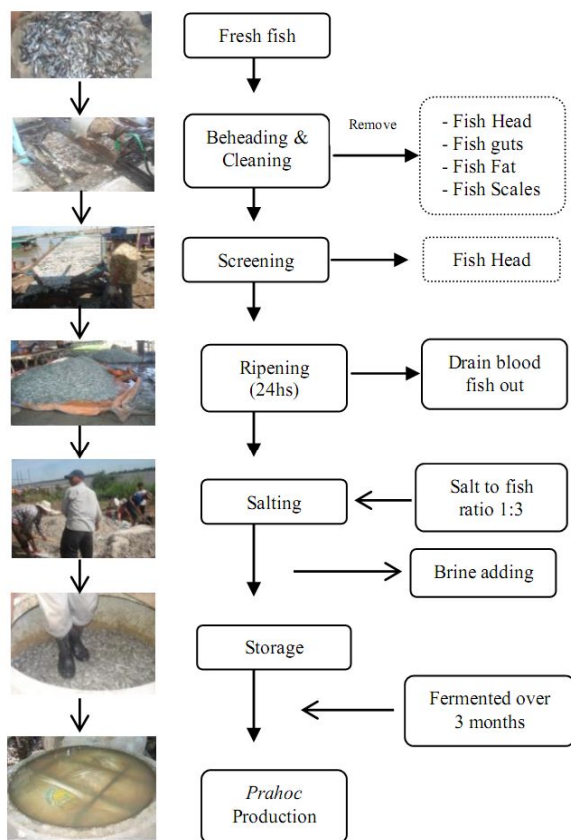 Fresh fish
Beheading &
Cleaning
Remove
- Fish Head
- Fish guts
- Fish Fat
- Fish Scales
Screening
Fish Head
Ripening
(24hs)
Drain blood
fish out
Salting
Salt to fish
ratio 1:3
Brine adding
Storage
Fermented over
3 months
Prahoc
Production